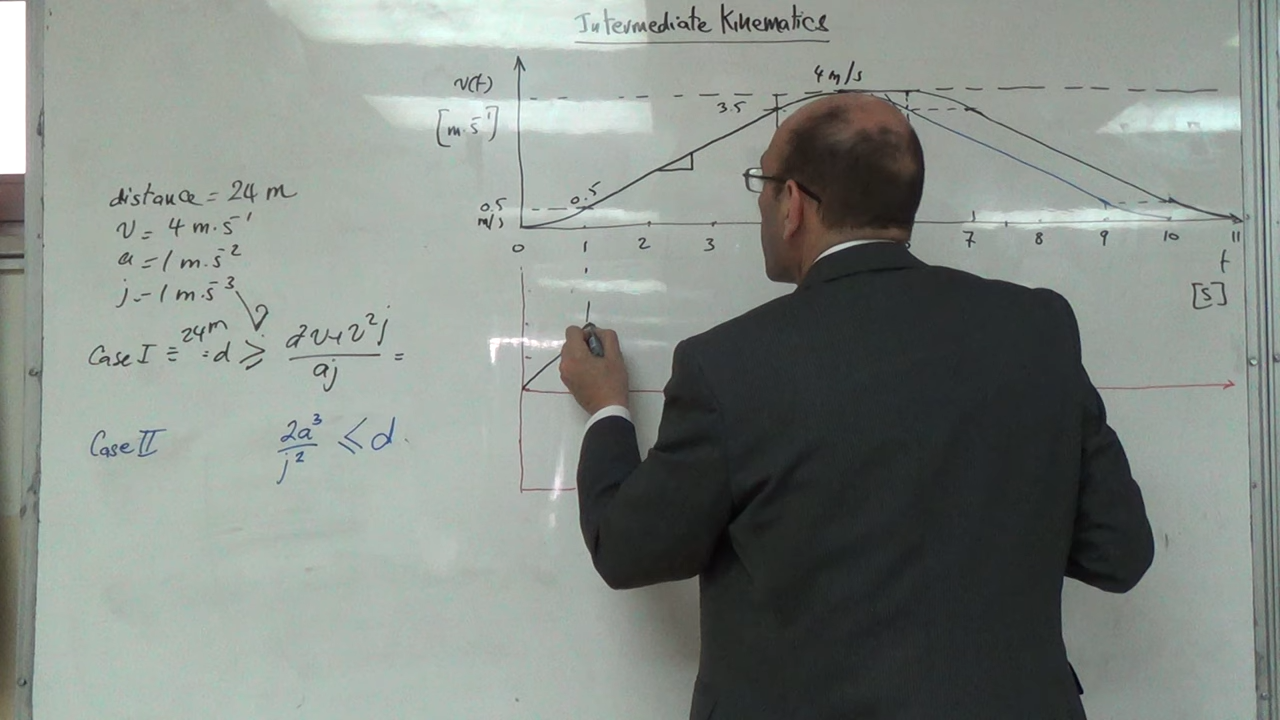 Intermediate Kinematics
v(t)
[m.s⁻¹]
4 m/s
3.5
0.5
m/s
0.5
0 1 2 3 7 8 9 10 11
t
[s]
distance = 24 m
v = 4 m.s⁻¹
a = 1 m.s⁻²
j = 1 m.s⁻³
Case I = 24m = d ≥ a²v+v²j / aj =
Case II 2a³ / j² ≤ d.